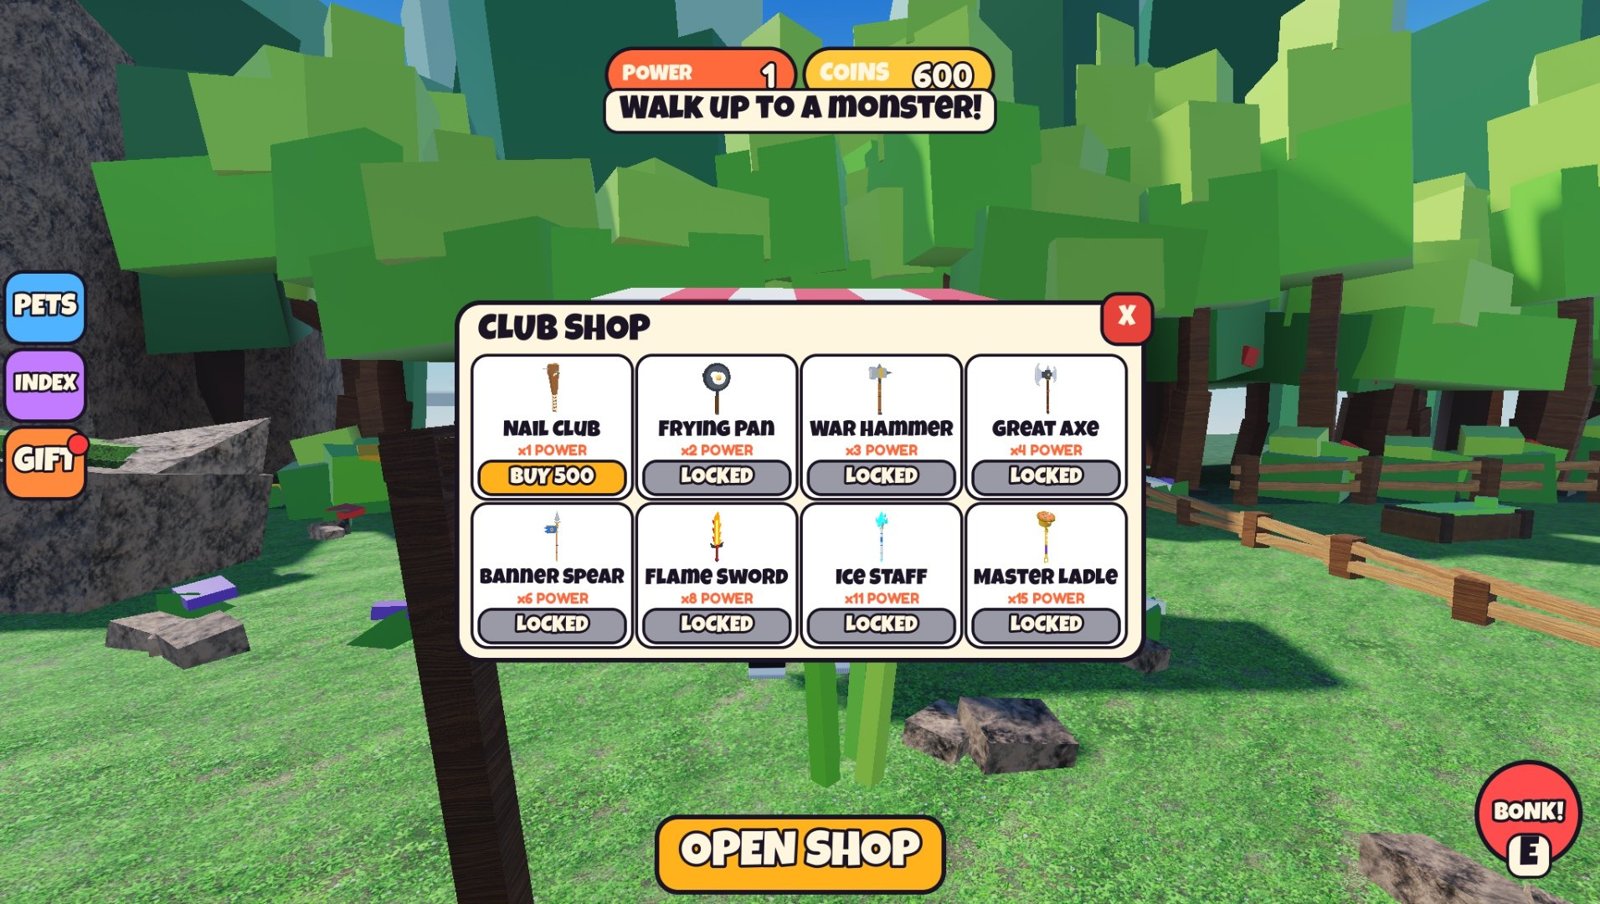 POWER 1
COINS 600
WALK UP TO A MONSTER!
PETS
INDEX
GIFT
CLUB SHOP
X
NAIL CLUB
x1 POWER
BUY 500
FRYING PAN
x2 POWER
LOCKED
WAR HAMMER
x3 POWER
LOCKED
GREAT AXE
x4 POWER
LOCKED
BANNER SPEAR
x6 POWER
LOCKED
FLAME SWORD
x8 POWER
LOCKED
ICE STAFF
x11 POWER
LOCKED
MASTER LADLE
x15 POWER
LOCKED
OPEN SHOP
BONK!
E